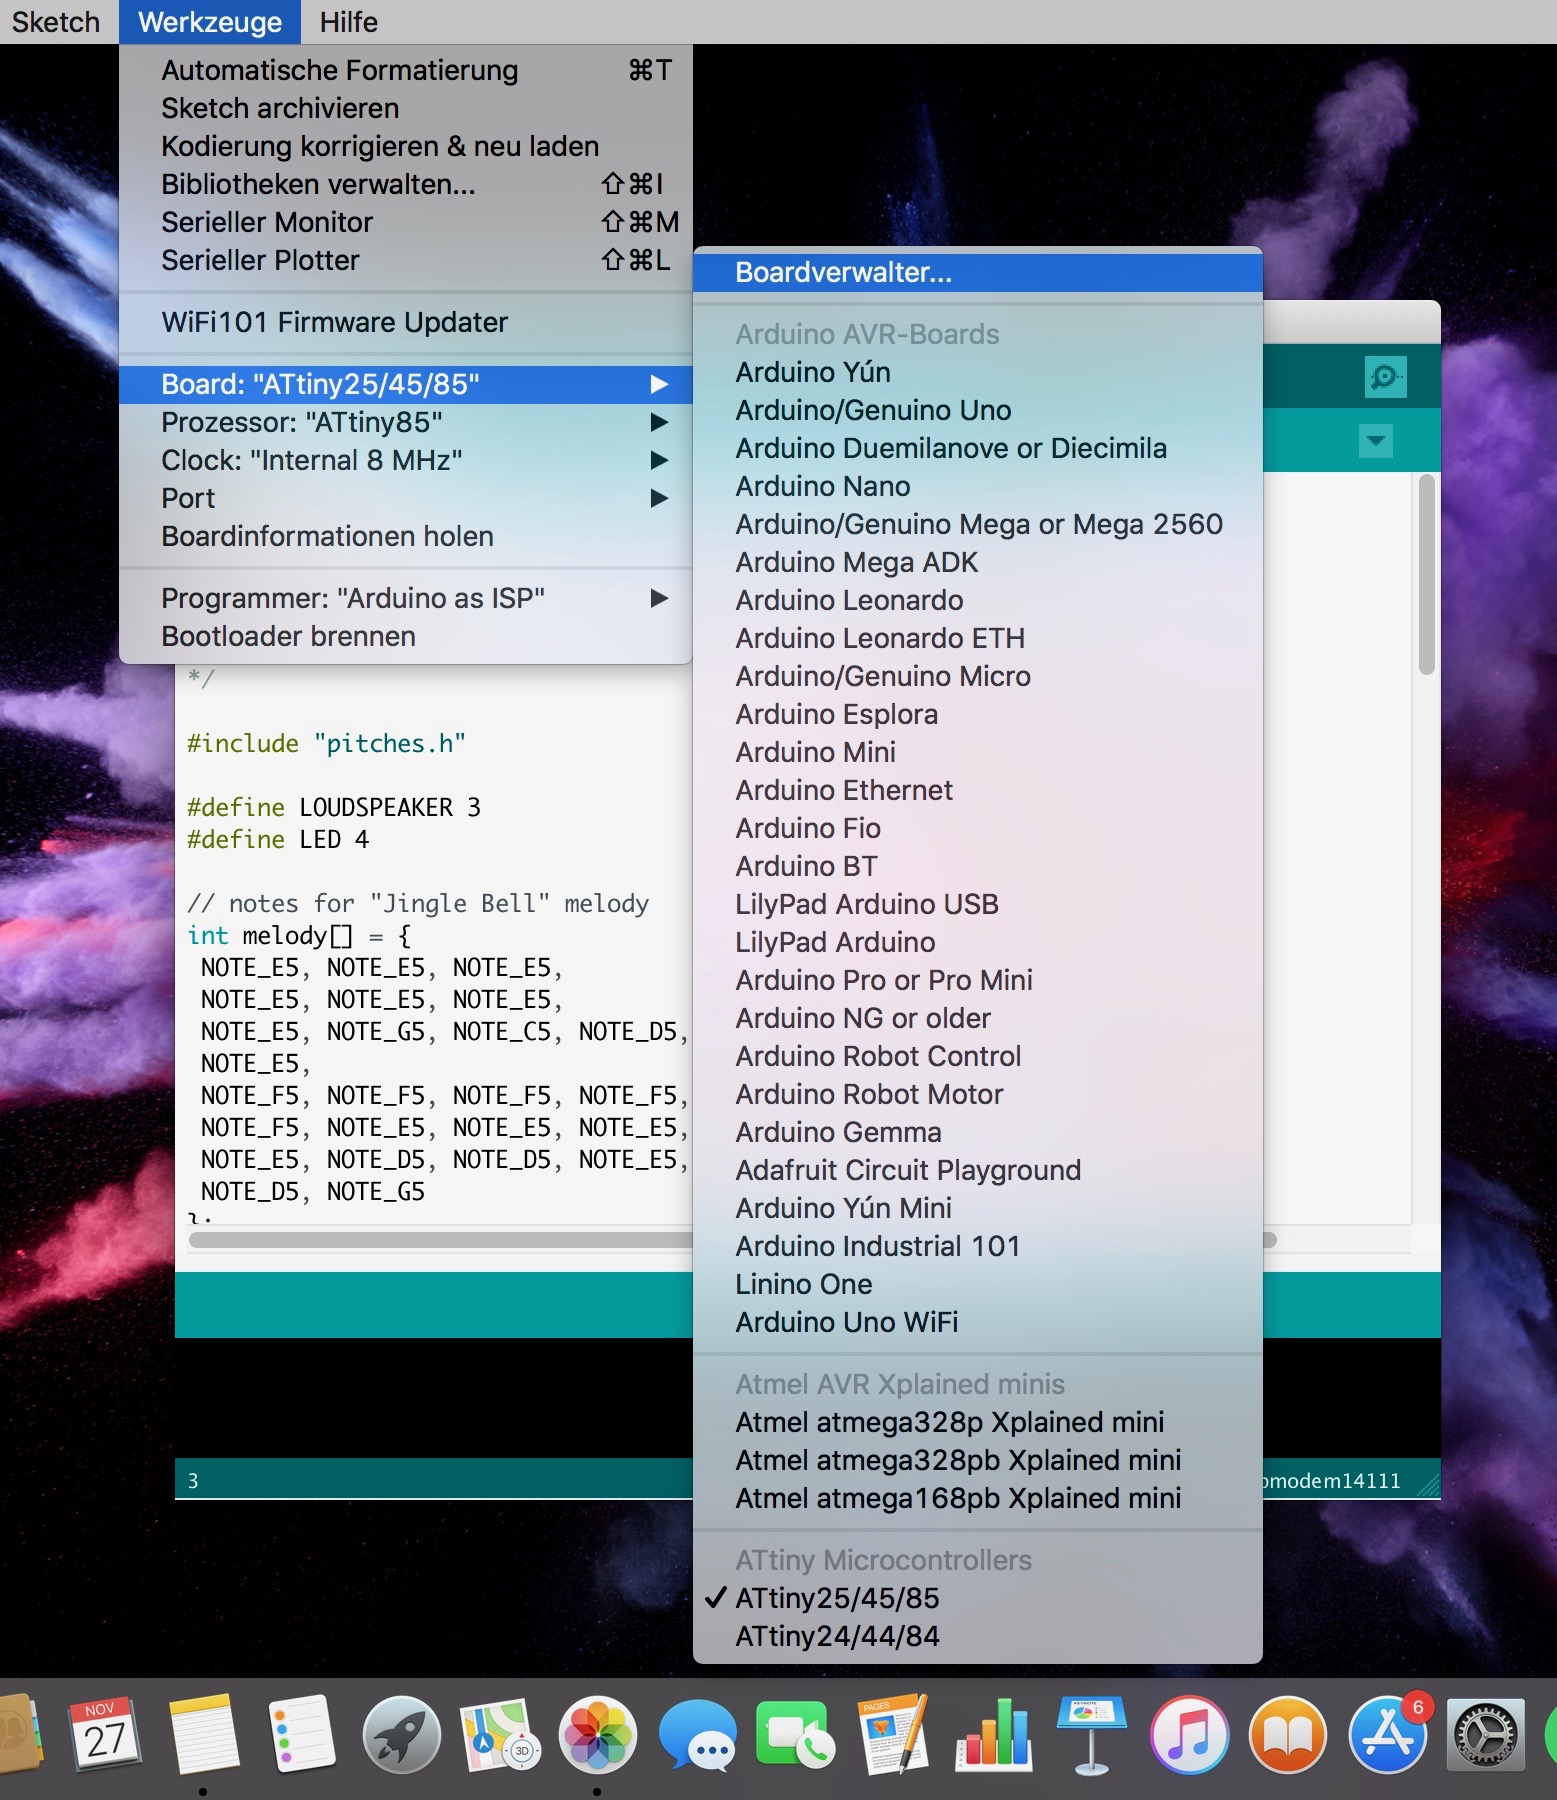 Sketch Werkzeuge Hilfe
Automatische Formatierung ⌘T
Sketch archivieren
Kodierung korrigieren & neu laden
Bibliotheken verwalten... ⇧⌘I
Serieller Monitor ⇧⌘M
Serieller Plotter ⇧⌘L
WiFi101 Firmware Updater
Board: "ATtiny25/45/85" ▶
Prozessor: "ATtiny85" ▶
Clock: "Internal 8 MHz" ▶
Port ▶
Boardinformationen holen
Programmer: "Arduino as ISP" ▶
Bootloader brennen
Boardverwalter...
Arduino AVR-Boards
Arduino Yún
Arduino/Genuino Uno
Arduino Duemilanove or Diecimila
Arduino Nano
Arduino/Genuino Mega or Mega 2560
Arduino Mega ADK
Arduino Leonardo
Arduino Leonardo ETH
Arduino/Genuino Micro
Arduino Esplora
Arduino Mini
Arduino Ethernet
Arduino Fio
Arduino BT
LilyPad Arduino USB
LilyPad Arduino
Arduino Pro or Pro Mini
Arduino NG or older
Arduino Robot Control
Arduino Robot Motor
Arduino Gemma
Adafruit Circuit Playground
Arduino Yún Mini
Arduino Industrial 101
Linino One
Arduino Uno WiFi
Atmel AVR Xplained minis
Atmel atmega328p Xplained mini
Atmel atmega328pb Xplained mini
Atmel atmega168pb Xplained mini
ATtiny Microcontrollers
✓ ATtiny25/45/85
ATtiny24/44/84
*/
#include "pitches.h"
#define LOUDSPEAKER 3
#define LED 4
// notes for "Jingle Bell" melody
int melody[] = {
NOTE_E5, NOTE_E5, NOTE_E5,
NOTE_E5, NOTE_E5, NOTE_E5,
NOTE_E5, NOTE_G5, NOTE_C5, NOTE_D5,
NOTE_E5,
NOTE_F5, NOTE_F5, NOTE_F5, NOTE_F5,
NOTE_F5, NOTE_E5, NOTE_E5, NOTE_E5,
NOTE_E5, NOTE_D5, NOTE_D5, NOTE_E5,
NOTE_D5, NOTE_G5
};
3 bmodem14111
NOV
27
3D
PAGES
KEYNOTE
6